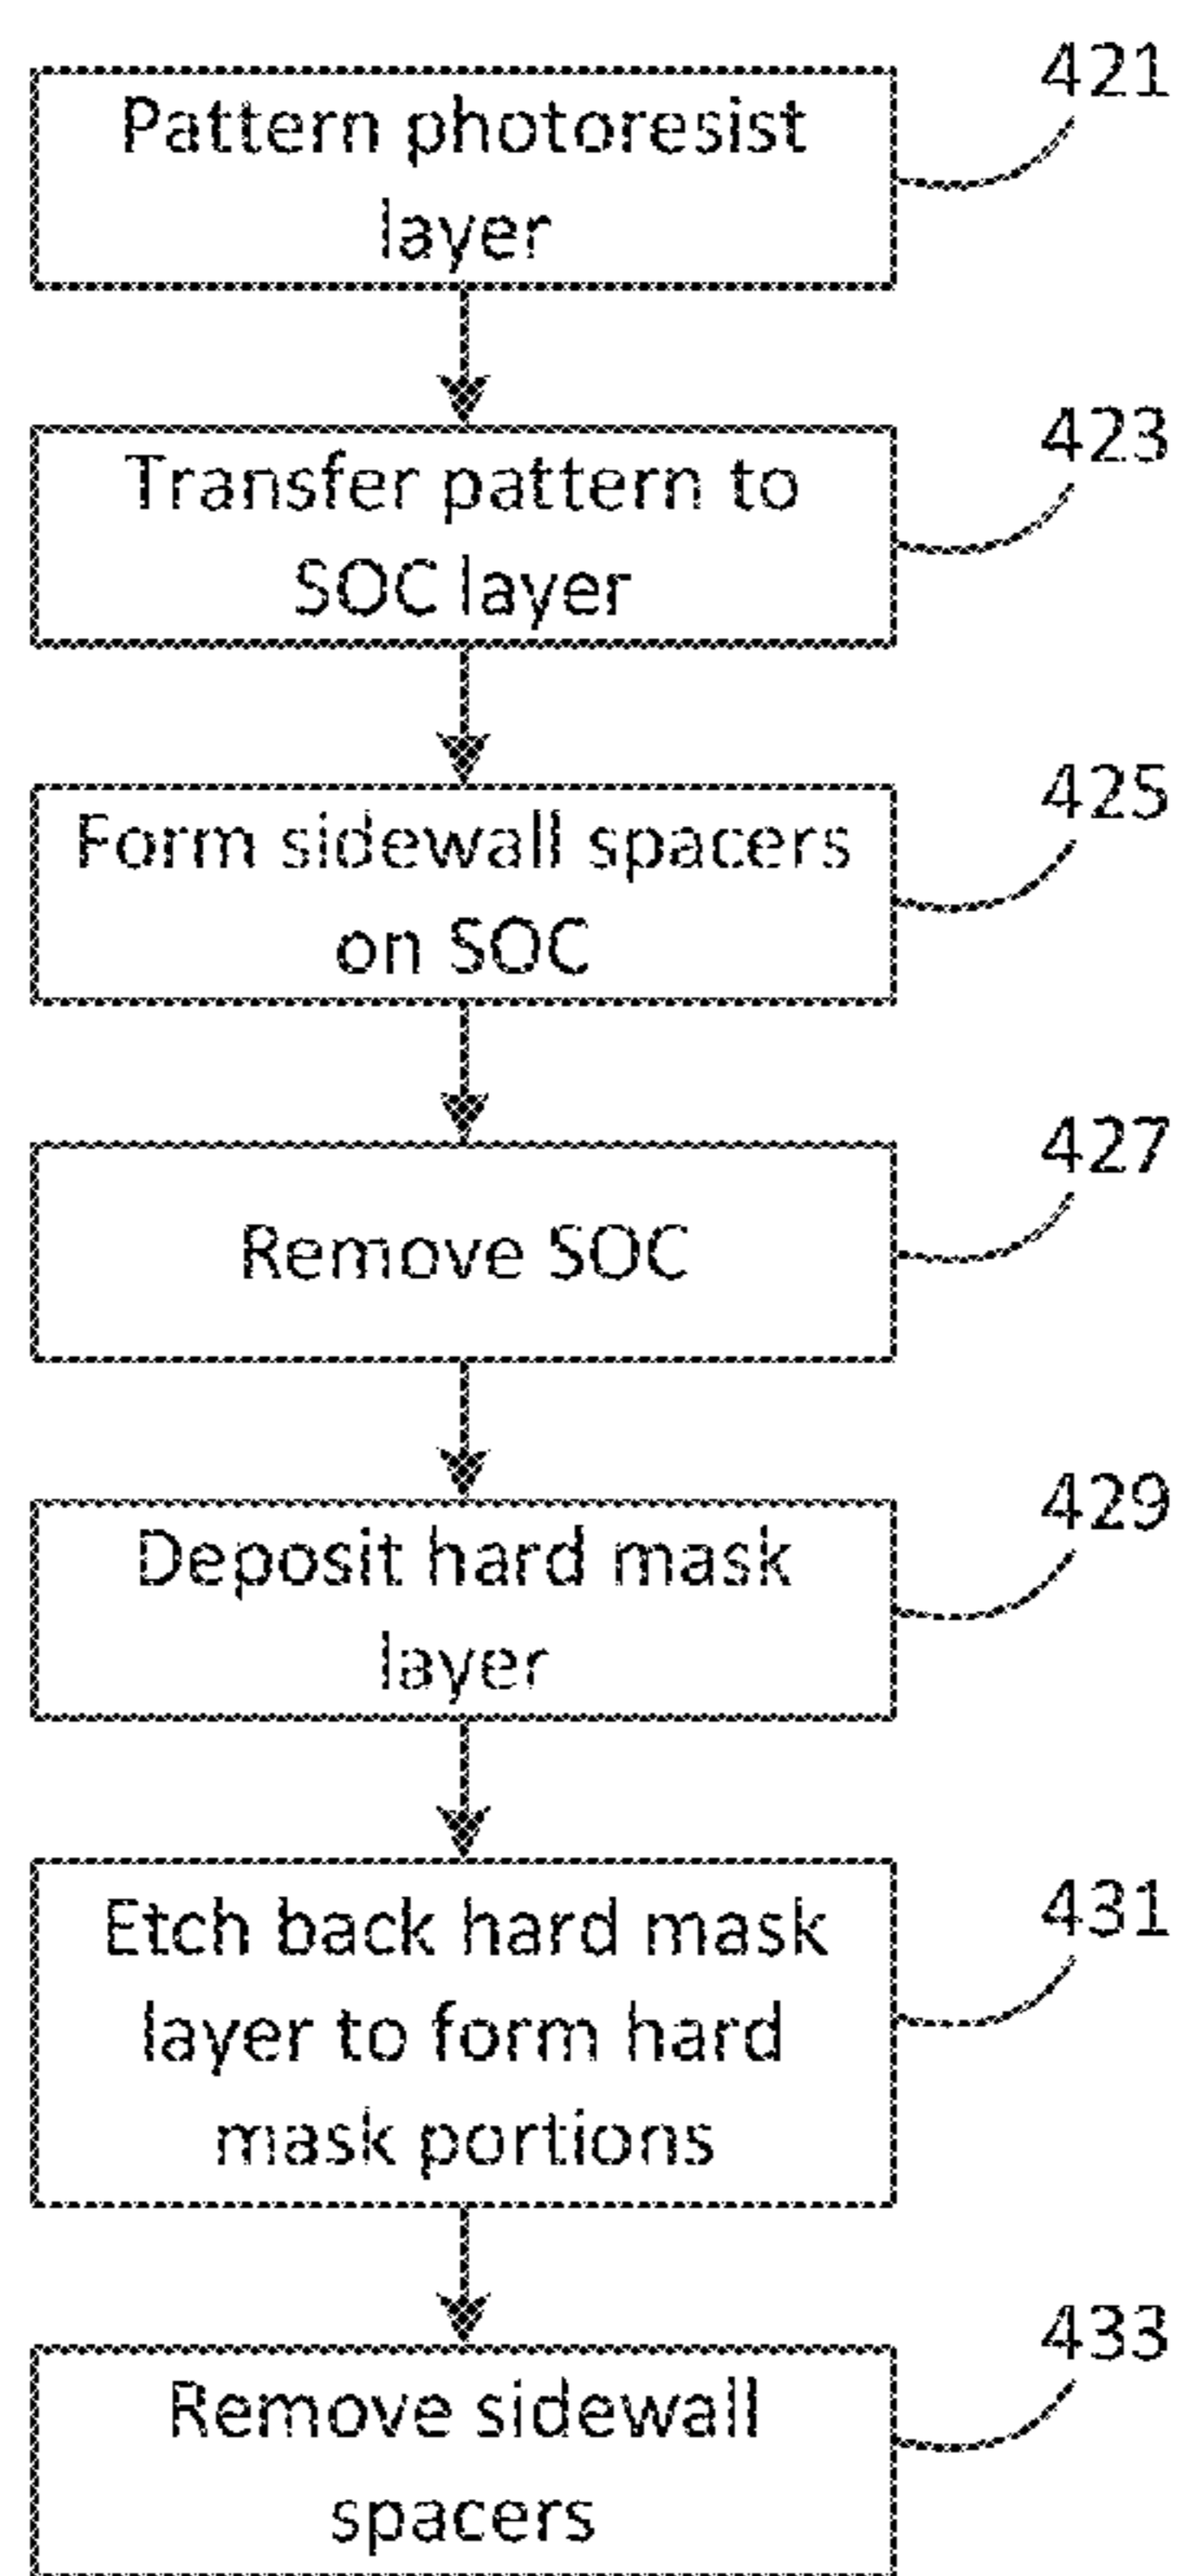 421
Pattern photoresist
layer
423
Transfer pattern to
SOC layer
425
Form sidewall spacers
on SOC
427
Remove SOC
429
Deposit hard mask
layer
431
Etch back hard mask
layer to form hard
mask portions
433
Remove sidewall
spacers